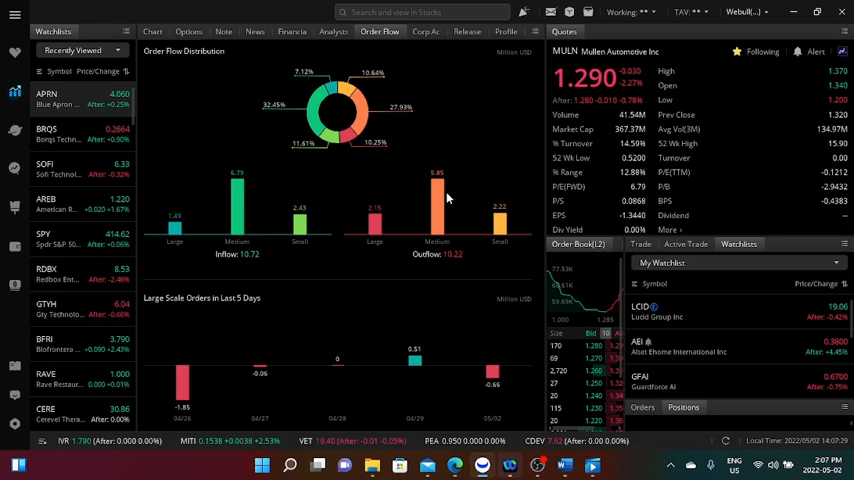 Search and view in Stocks
Working: **
TAV: **
Webull(...)
Watchlists
Recently Viewed
Symbol Price/Change
APRN 4.060
Blue Apron ... After: +0.25%
BRQS 0.2664
Borqs Techn... After: +0.90%
SOFI 6.33
Sofi Technol... After: -0.32%
AREB 1.220
American R... +0.020 +1.67%
SPY 414.62
Spdr S&P 50... After: +0.06%
RDBX 8.53
Redbox Ent... After: -2.46%
GTYH 6.04
Gty Technolo... After: -0.66%
BFRI 3.790
Biofrontera ... +0.090 +2.43%
RAVE 1.000
Rave Restaur... 0.000 +0.01%
CERE 30.86
Cerevel Thera... After: 0.00%
Chart Options Note News Financia Analysts Order Flow Corp Ac Release Profile
Order Flow Distribution
Million USD
7.12%
10.64%
32.45%
27.93%
11.61%
10.25%
1.49
6.79
2.43
2.15
5.85
2.22
Large Medium Small Large Medium Small
Inflow: 10.72
Outflow: 10.22
Large Scale Orders in Last 5 Days
Million USD
-1.85
-0.06
0
0.51
-0.66
04/26 04/27 04/28 04/29 05/02
Quotes
MULN Mullen Automotive Inc
Following Alert
1.290 -0.030
-2.27%
After: 1.280 -0.010 -0.78%
High 1.370
Open 1.340
Low 1.200
Volume 41.54M Prev Close 1.320
Market Cap 367.37M Avg Vol(3M) 134.97M
% Turnover 14.59% 52 Wk High 15.90
52 Wk Low 0.5200 Turnover 0.00
% Range 12.88% P/E(TTM) -0.1212
P/E(FWD) 6.79 P/B -2.9432
P/S 0.0868 BPS -0.4383
EPS -1.3440 Dividend --
Div Yield 0.00% More ›
Order Book(L2)
77.53K
59.69K
1.000 1.285
Size Bid 10
170 1.280
69 1.270
2,720 1.260
27 1.250
20 1.240
115 1.230
20 1.220
Trade Active Trade Watchlists
My Watchlist
Symbol Price/Change
LCID 19.06
Lucid Group Inc After: -0.42%
AEI 0.3800
Alset Ehome International Inc After: +4.45%
GFAI 0.6700
Guardforce AI After: -0.75%
Orders Positions
IVR 1.790 (After: 0.000 0.00%) MITI 0.1538 +0.0038 +2.53% VET 19.40 (After: -0.01 -0.05%) PEA 0.950 0.000 0.00% CDEV 7.62 (After: 0.00 0.00%)
Local Time: 2022/05/02 14:07:29
ENG
US
2:07 PM
2022-05-02